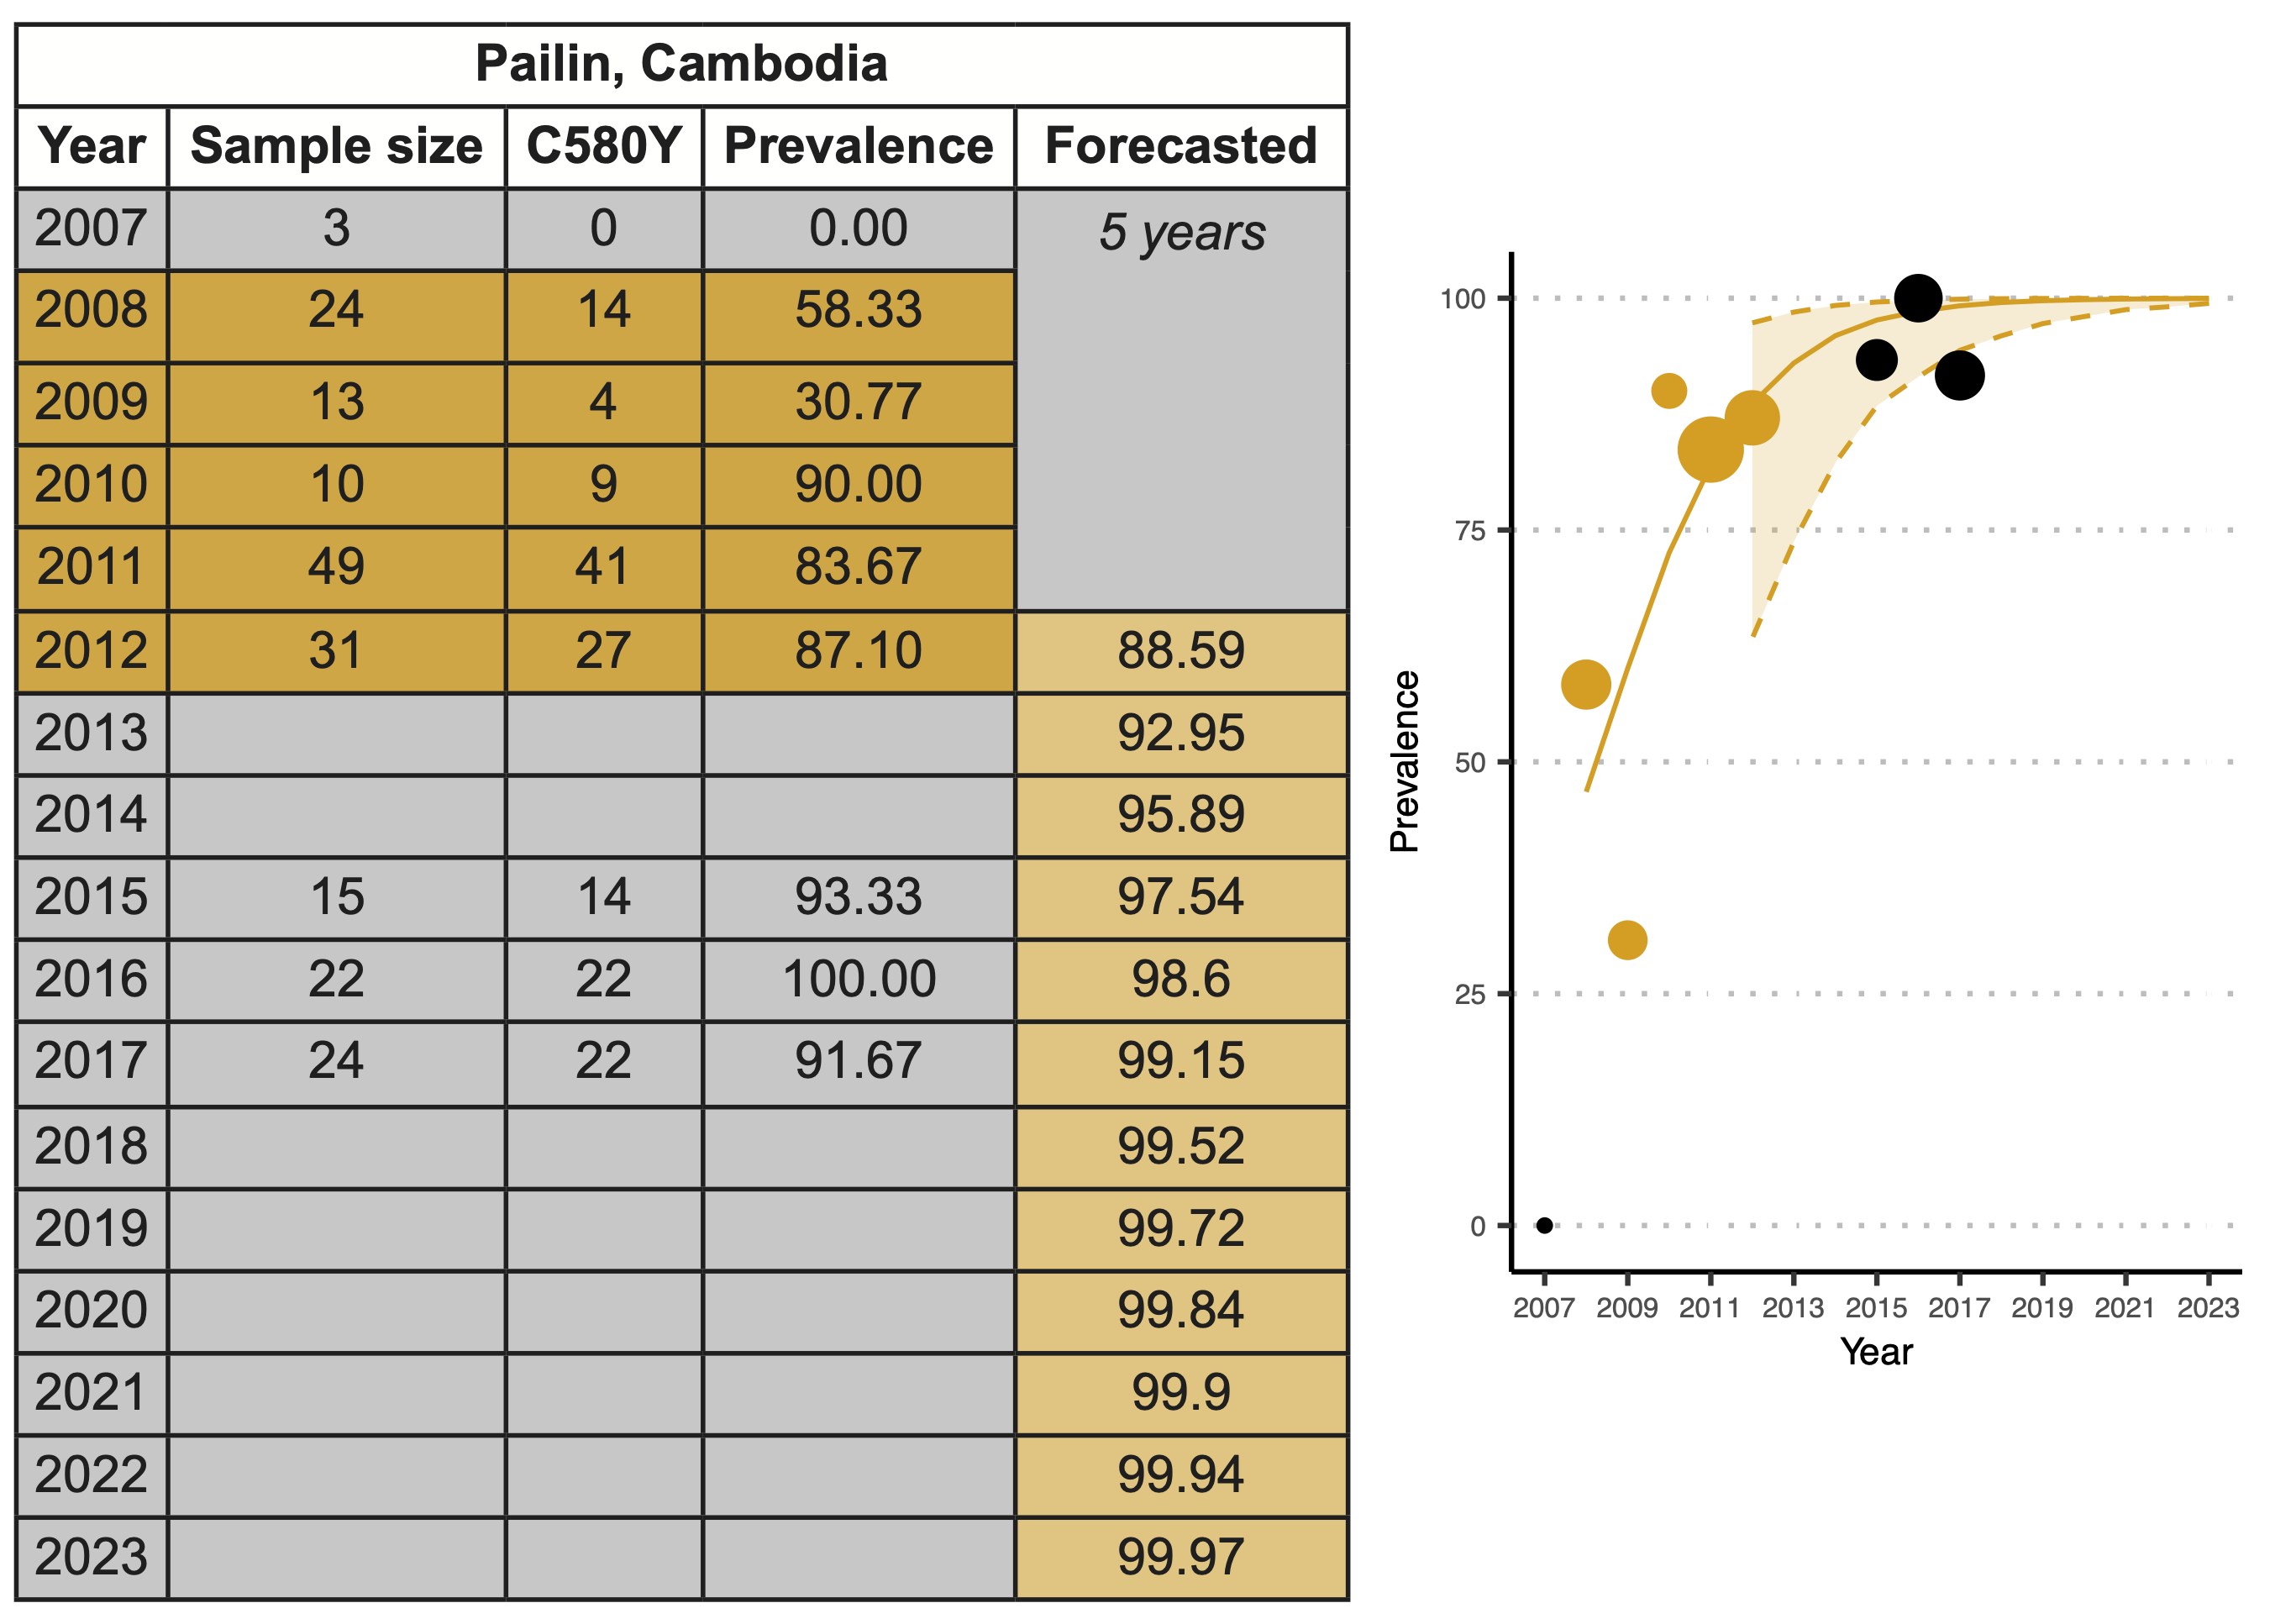 Pailin, Cambodia
Year Sample size C580Y Prevalence Forecasted
2007 3 0 0.00 5 years
2008 24 14 58.33
2009 13 4 30.77
2010 10 9 90.00
2011 49 41 83.67
2012 31 27 87.10 88.59
2013 92.95
2014 95.89
2015 15 14 93.33 97.54
2016 22 22 100.00 98.6
2017 24 22 91.67 99.15
2018 99.52
2019 99.72
2020 99.84
2021 99.9
2022 99.94
2023 99.97
Prevalence
100
75
50
25
0
2007 2009 2011 2013 2015 2017 2019 2021 2023
Year